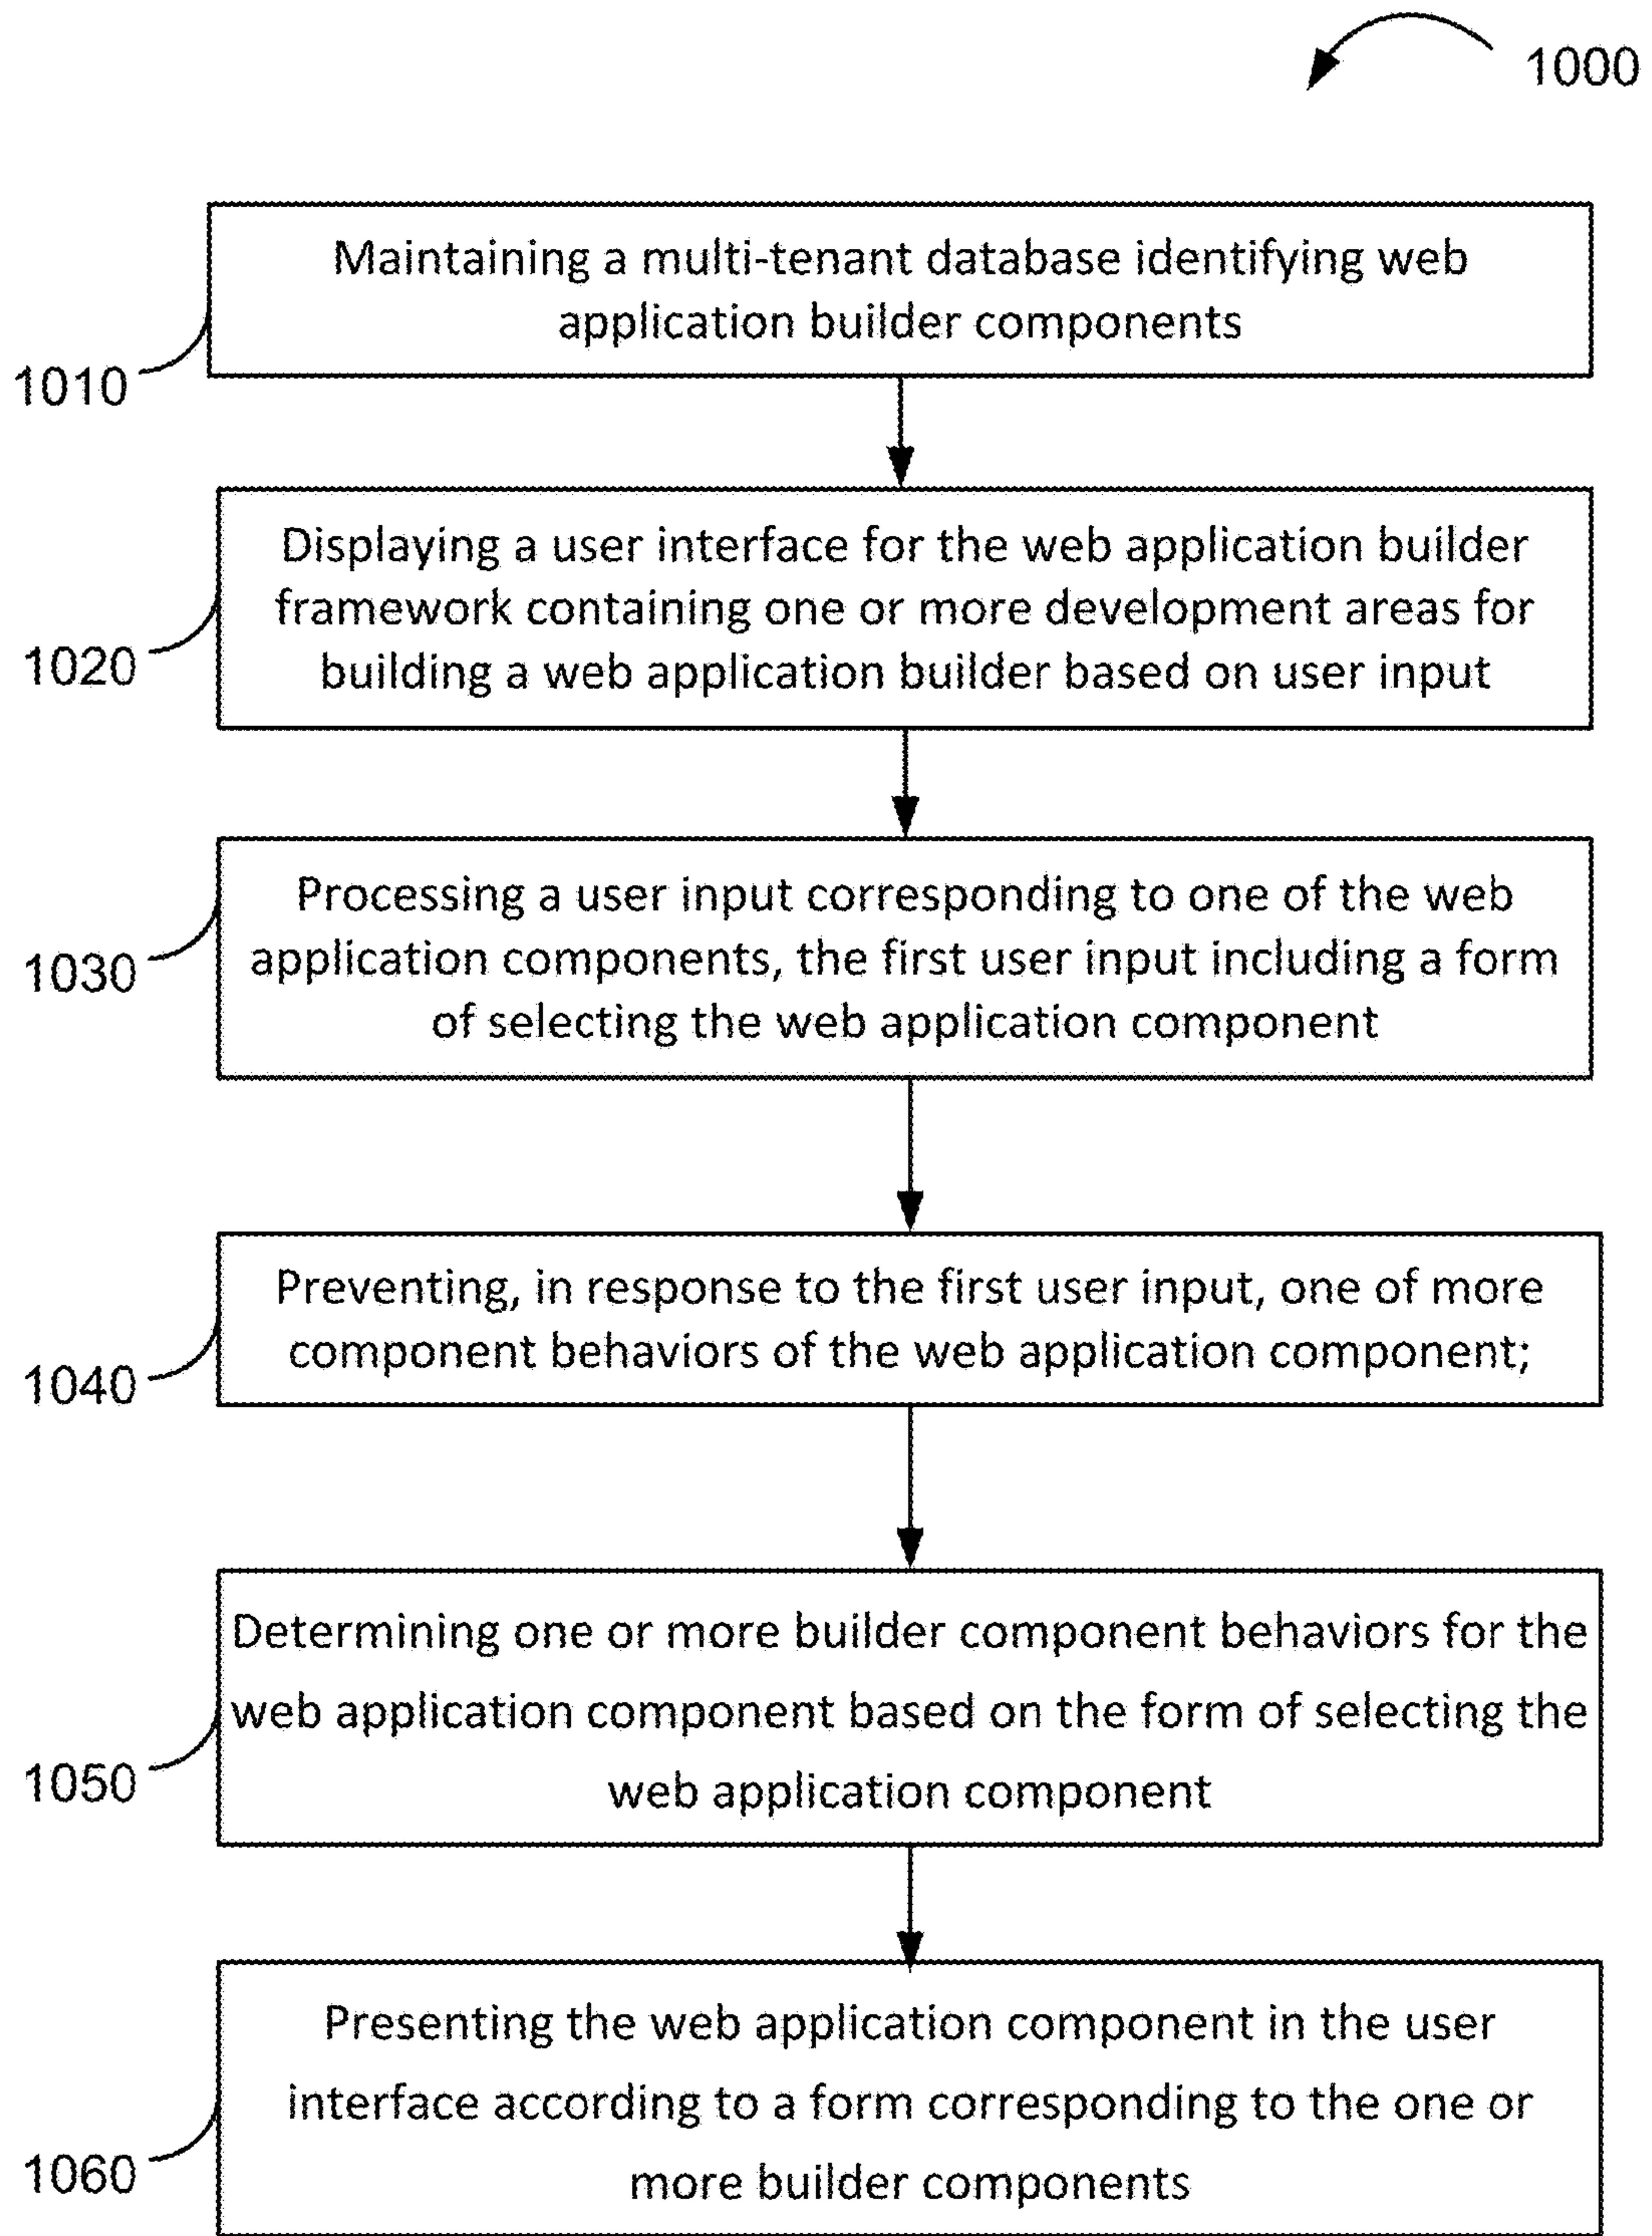 1000
Maintaining a multi-tenant database identifying web
application builder components
1010
Displaying a user interface for the web application builder
framework containing one or more development areas for
building a web application builder based on user input
1020
Processing a user input corresponding to one of the web
application components, the first user input including a form
of selecting the web application component
1030
Preventing, in response to the first user input, one of more
component behaviors of the web application component;
1040
Determining one or more builder component behaviors for the
web application component based on the form of selecting the
web application component
1050
Presenting the web application component in the user
interface according to a form corresponding to the one or
more builder components
1060